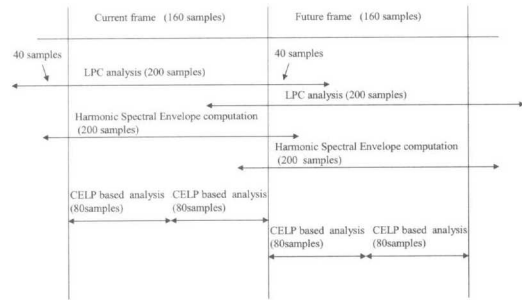 Current frame (160 samples)
Future frame (160 samples)
40 samples
40 samples
LPC analysis (200 samples)
LPC analysis (200 samples)
Harmonic Spectral Envelope computation
(200 samples)
Harmonic Spectral Envelope computation
(200 samples)
CELP based analysis
(80samples)
CELP based analysis
(80samples)
CELP based analysis
(80samples)
CELP based analysis
(80samples)